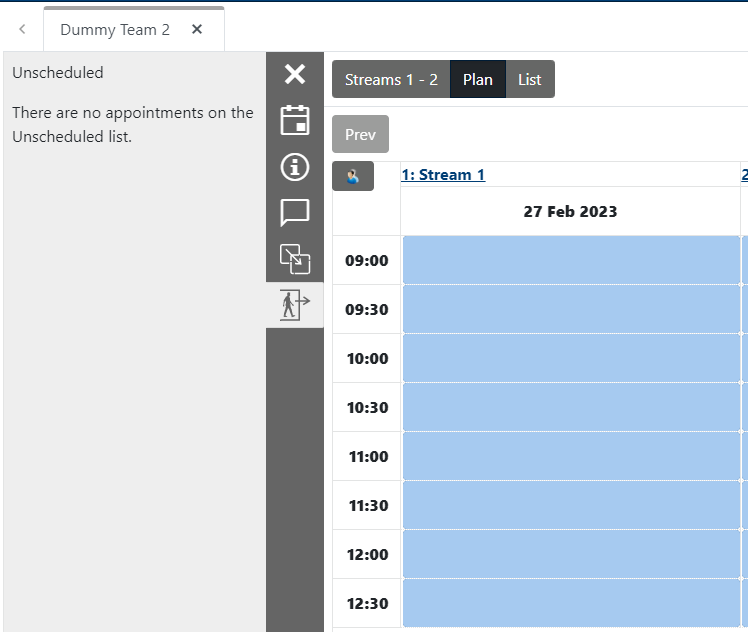 Dummy Team 2
Unscheduled
There are no appointments on the
Unscheduled list.
Streams 1 - 2 Plan List
Prev
1: Stream 1 2
27 Feb 2023
09:00
09:30
10:00
10:30
11:00
11:30
12:00
12:30